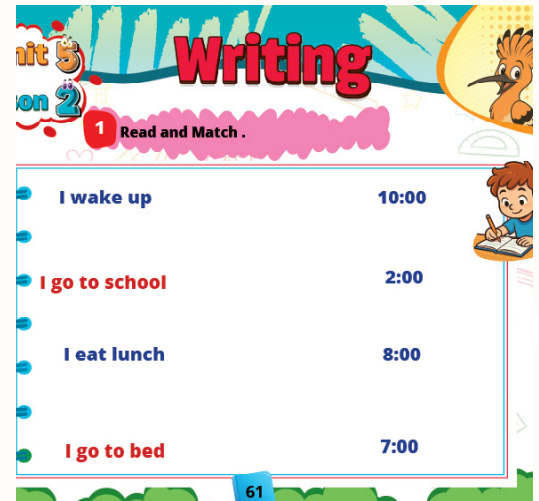 nit 5
Writing
on 2
1 Read and Match .
I wake up 10:00
I go to school 2:00
I eat lunch 8:00
I go to bed 7:00
61